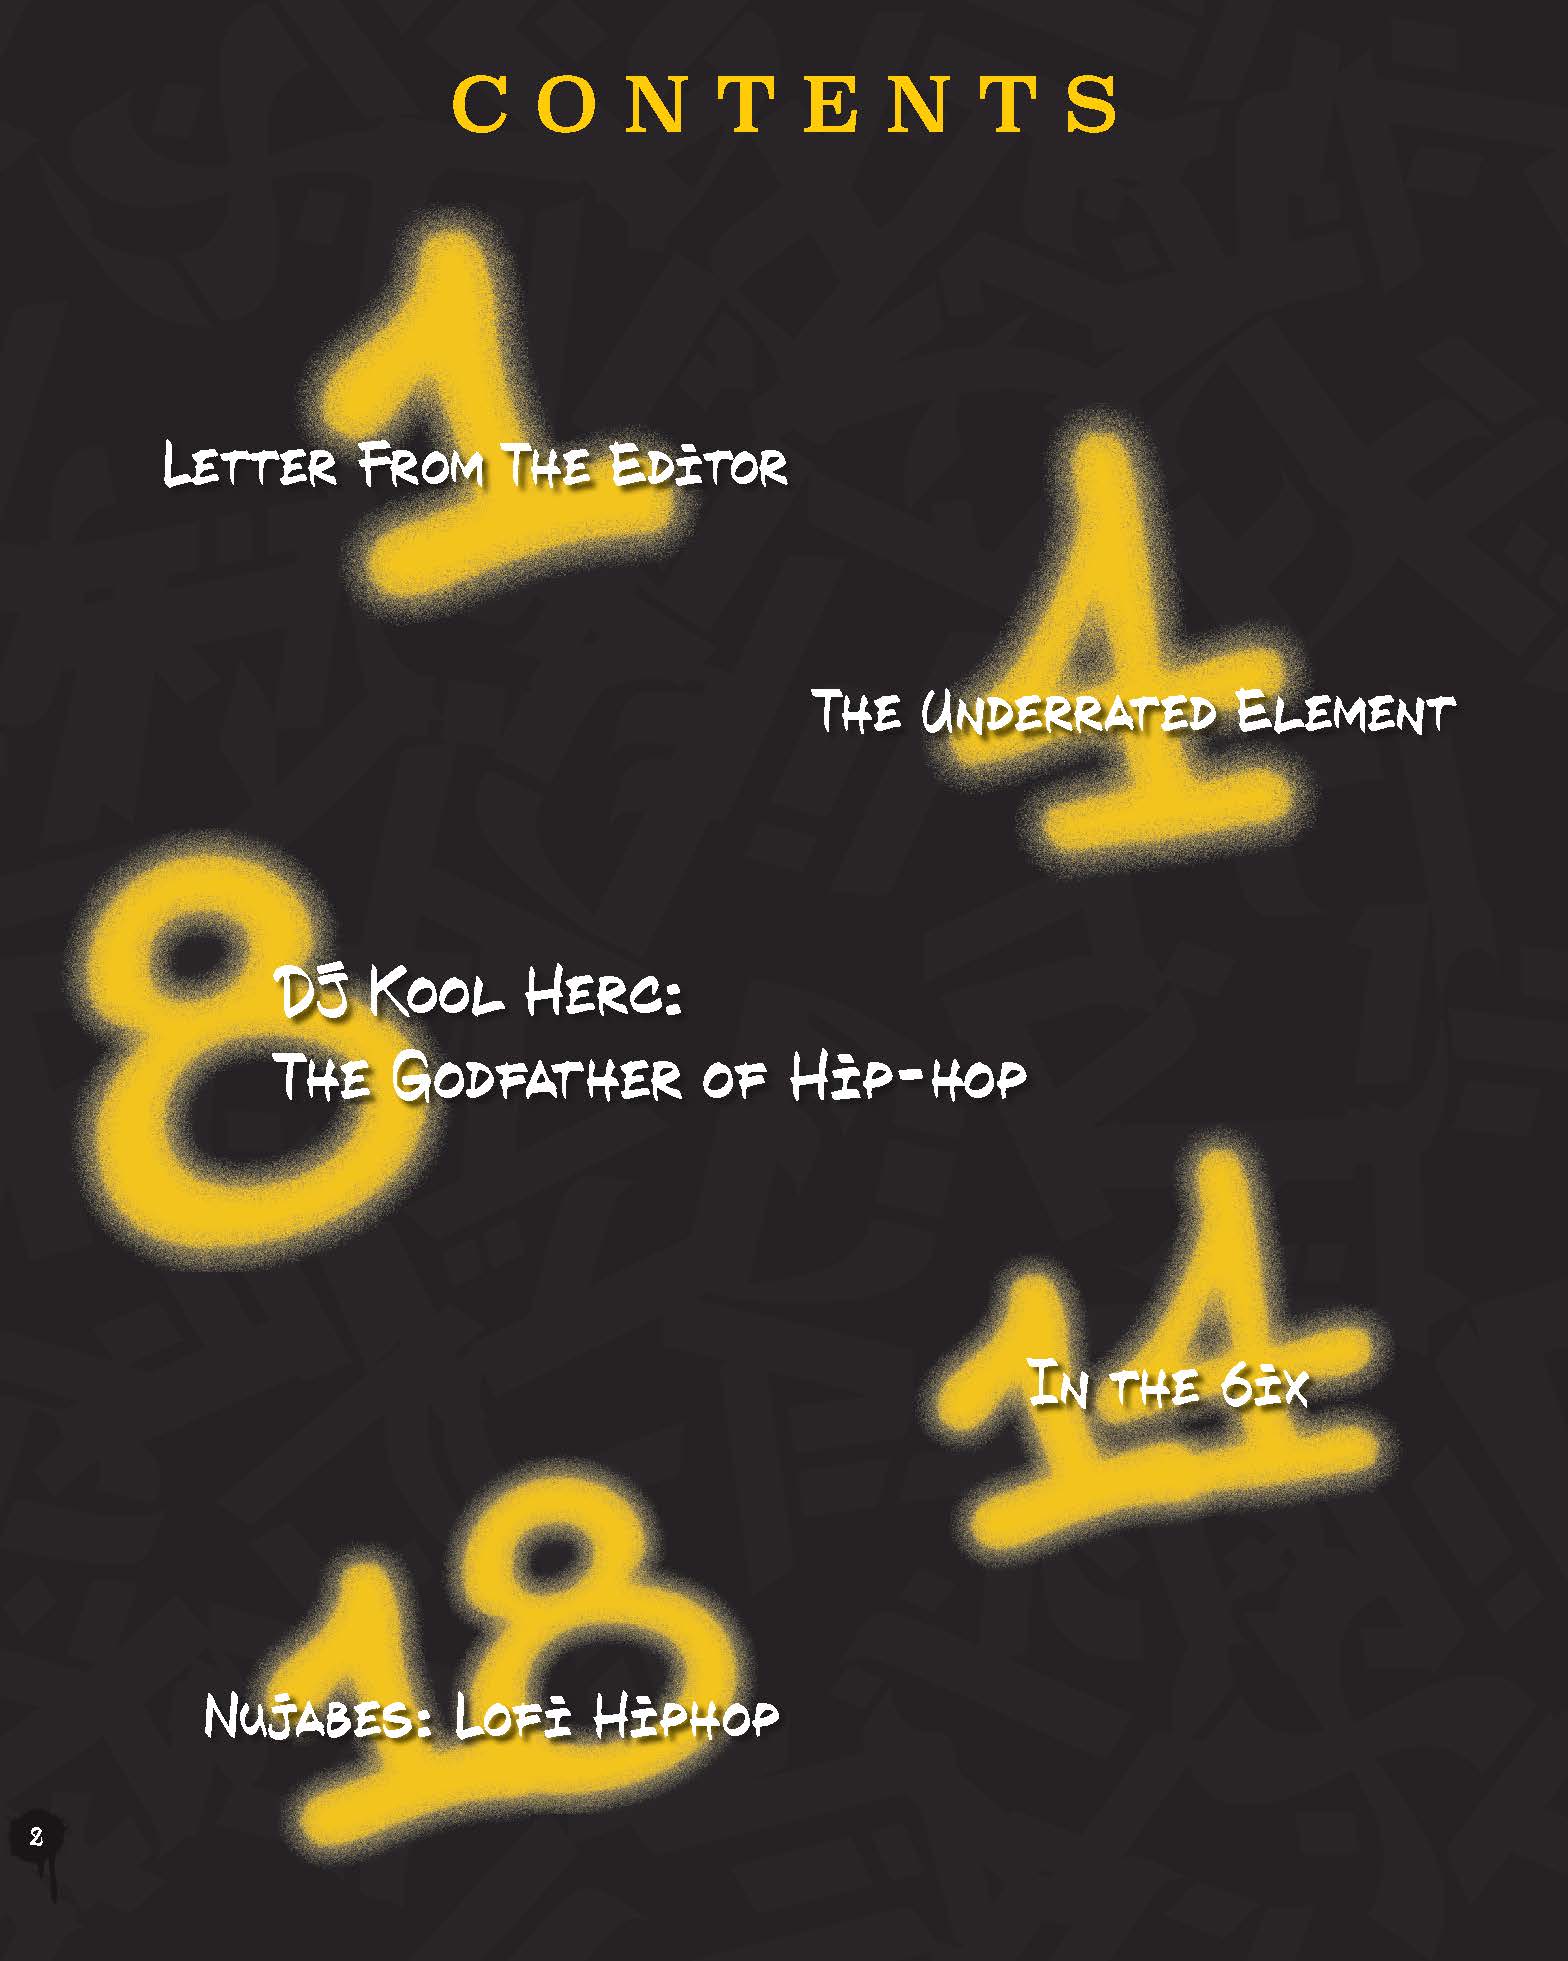 CONTENTS
1
Letter From The Editor
4
The Underrated Element
8
DJ Kool Herc:
The Godfather of Hip-hop
14
In the 6ix
18
Nujabes: Lofi Hiphop
2